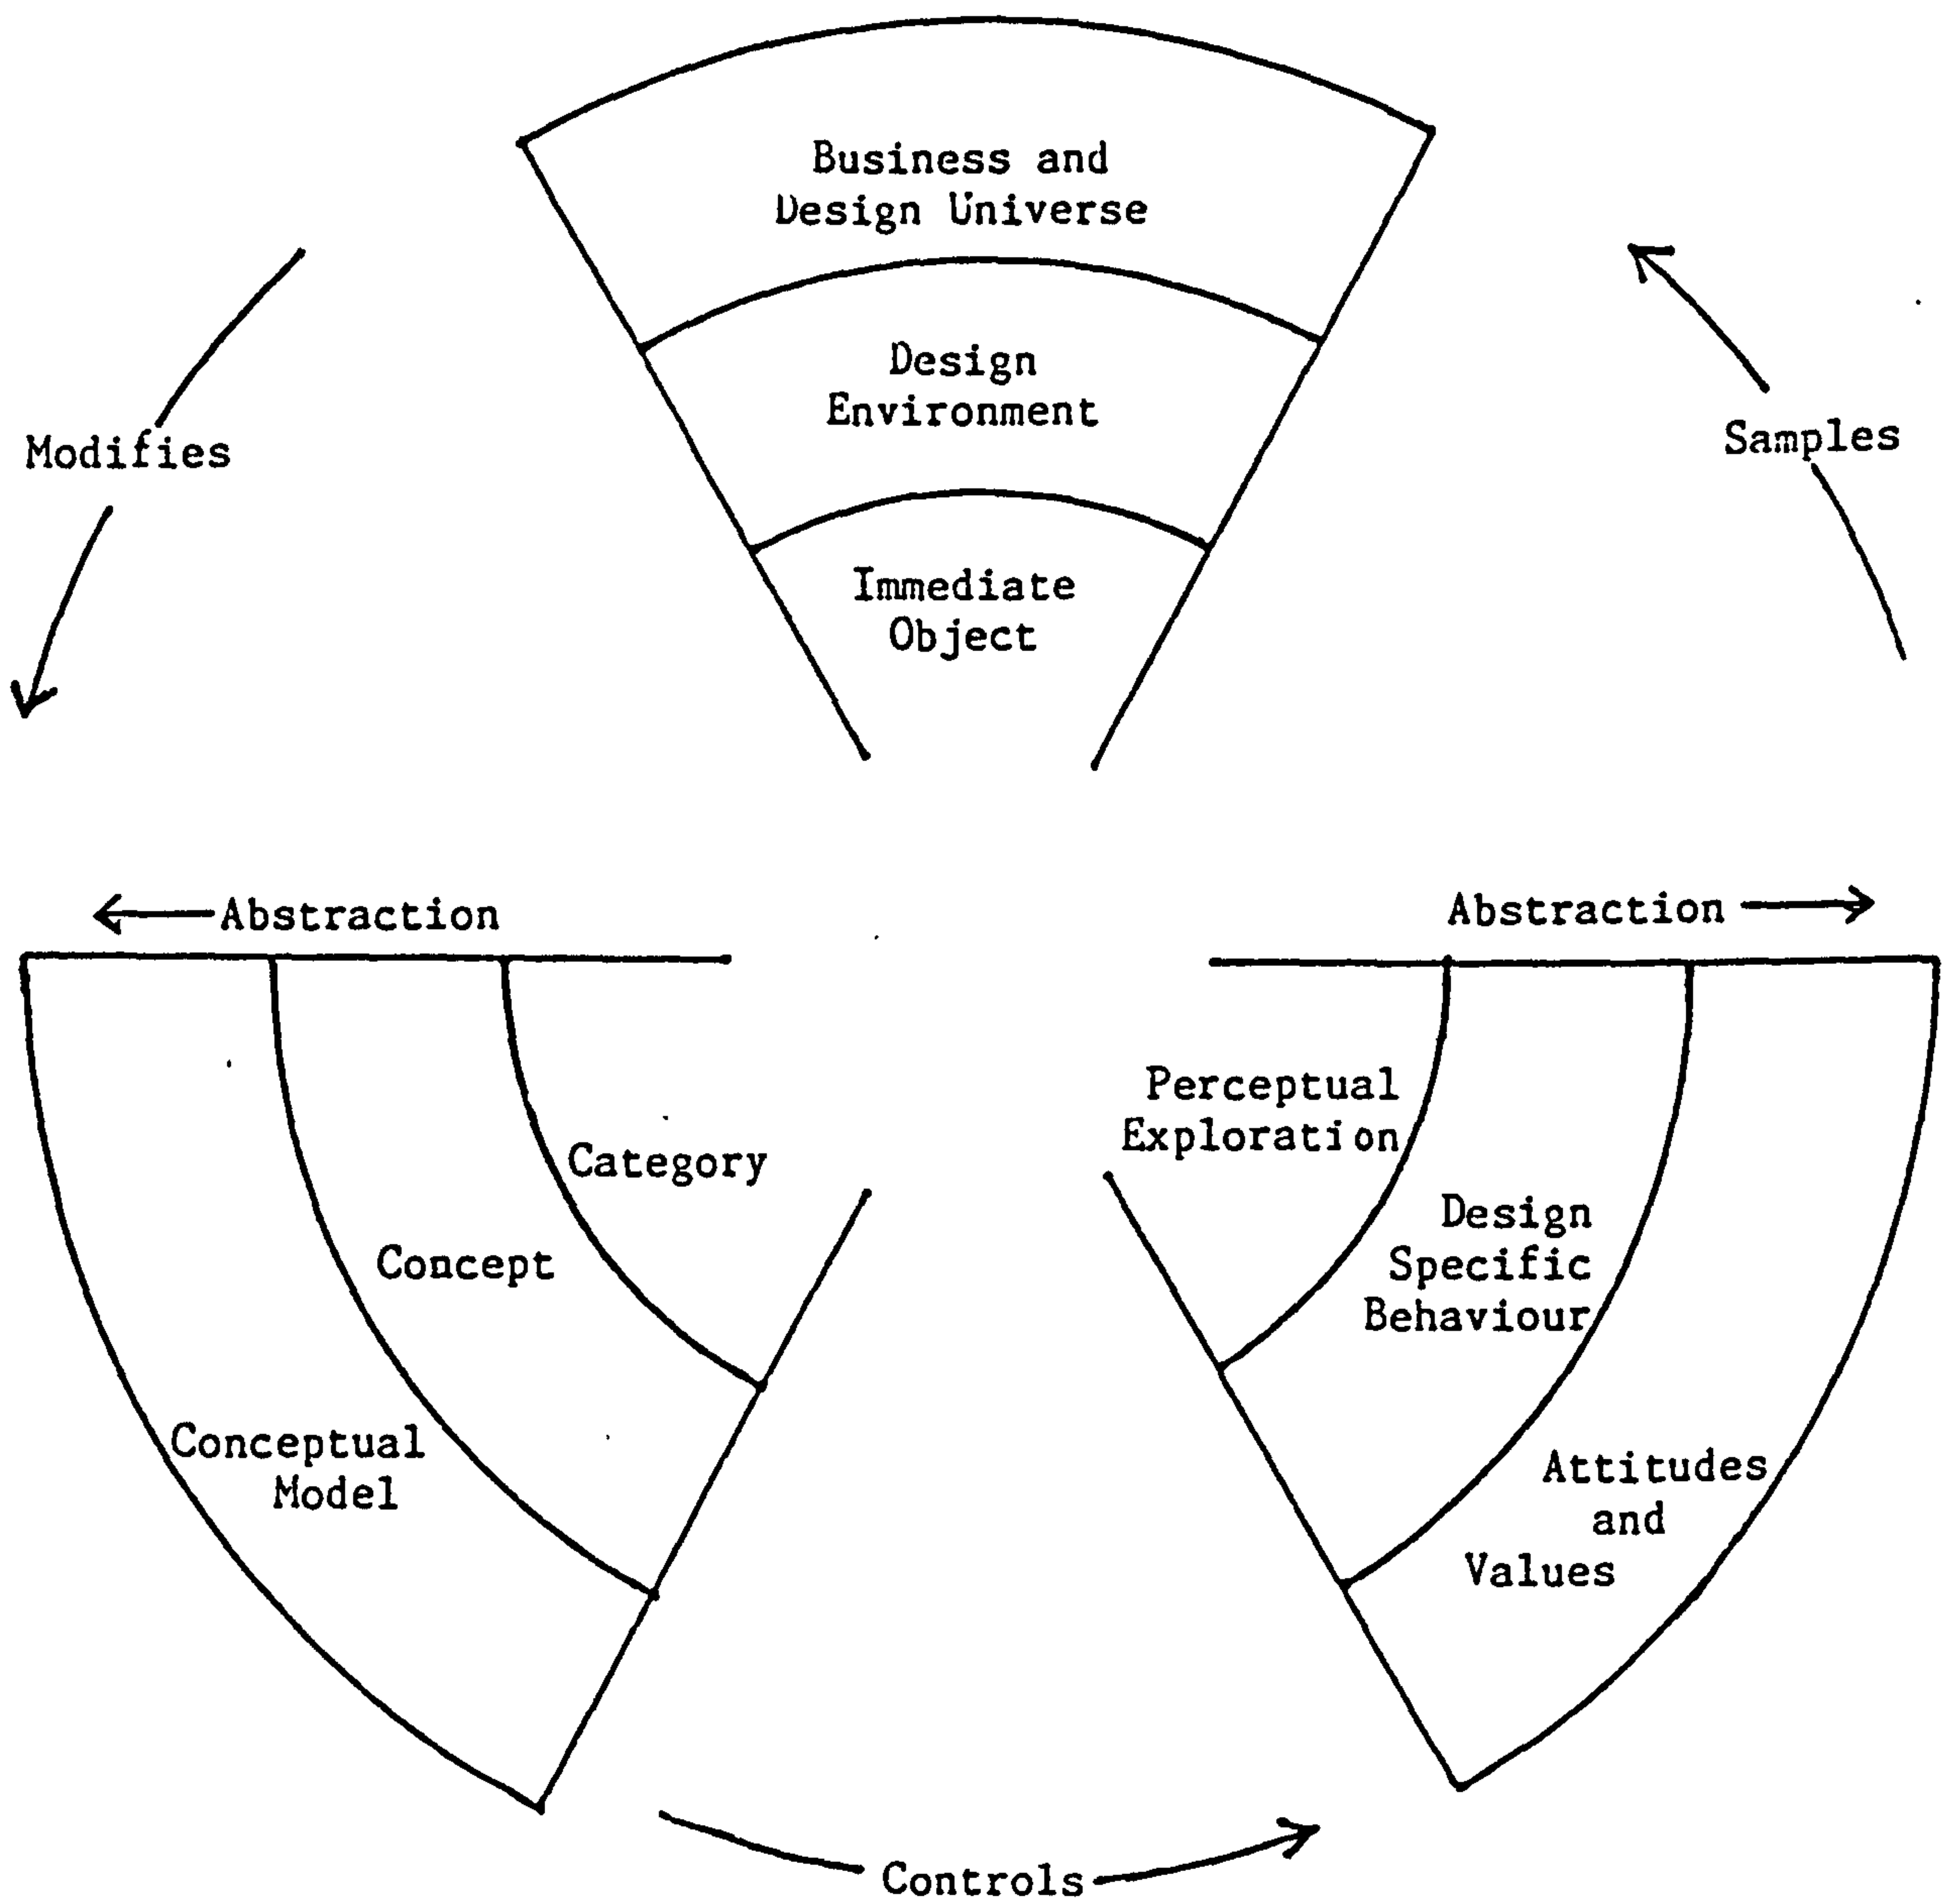 Business and
Design Universe
Design
Environment
Immediate
Object
Modifies
Samples
Abstraction
Abstraction
Category
Concept
Conceptual
Model
Perceptual
Exploration
Design
Specific
Behaviour
Attitudes
and
Values
Controls